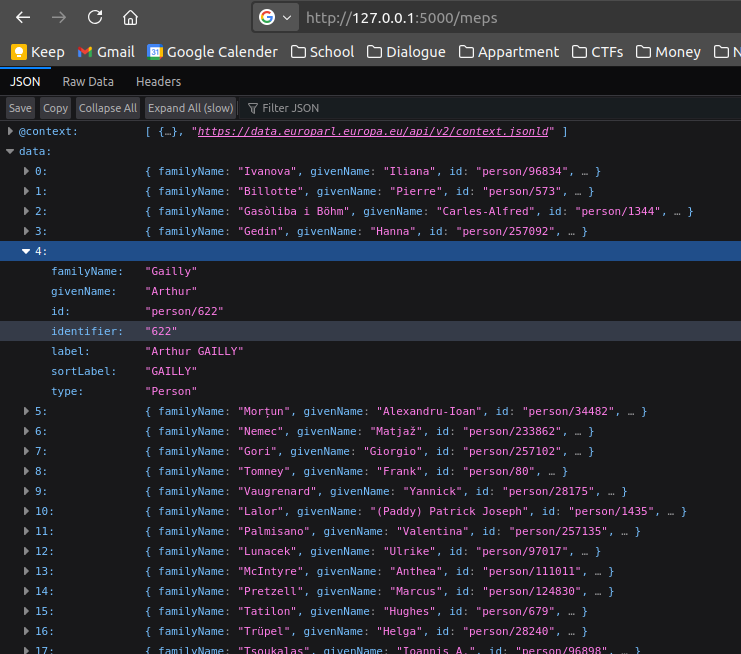 http://127.0.0.1:5000/meps
Keep Gmail 31 Google Calender School Dialogue Appartment CTFs Money N
JSON Raw Data Headers
Save Copy Collapse All Expand All (slow) Filter JSON
@context: [ {…}, "https://data.europarl.europa.eu/api/v2/context.jsonld" ]
data:
0: { familyName: "Ivanova", givenName: "Iliana", id: "person/96834", … }
1: { familyName: "Billotte", givenName: "Pierre", id: "person/573", … }
2: { familyName: "Gasòliba i Böhm", givenName: "Carles-Alfred", id: "person/1344", … }
3: { familyName: "Gedin", givenName: "Hanna", id: "person/257092", … }
4:
familyName: "Gailly"
givenName: "Arthur"
id: "person/622"
identifier: "622"
label: "Arthur GAILLY"
sortLabel: "GAILLY"
type: "Person"
5: { familyName: "Morțun", givenName: "Alexandru-Ioan", id: "person/34482", … }
6: { familyName: "Nemec", givenName: "Matjaž", id: "person/233862", … }
7: { familyName: "Gori", givenName: "Giorgio", id: "person/257102", … }
8: { familyName: "Tomney", givenName: "Frank", id: "person/80", … }
9: { familyName: "Vaugrenard", givenName: "Yannick", id: "person/28175", … }
10: { familyName: "Lalor", givenName: "(Paddy) Patrick Joseph", id: "person/1435", … }
11: { familyName: "Palmisano", givenName: "Valentina", id: "person/257135", … }
12: { familyName: "Lunacek", givenName: "Ulrike", id: "person/97017", … }
13: { familyName: "McIntyre", givenName: "Anthea", id: "person/111011", … }
14: { familyName: "Pretzell", givenName: "Marcus", id: "person/124830", … }
15: { familyName: "Tatilon", givenName: "Hughes", id: "person/679", … }
16: { familyName: "Trüpel", givenName: "Helga", id: "person/28240", … }
17: { familyName: "Tsoukalas", givenName: "Ioannis A.", id: "person/96898", … }